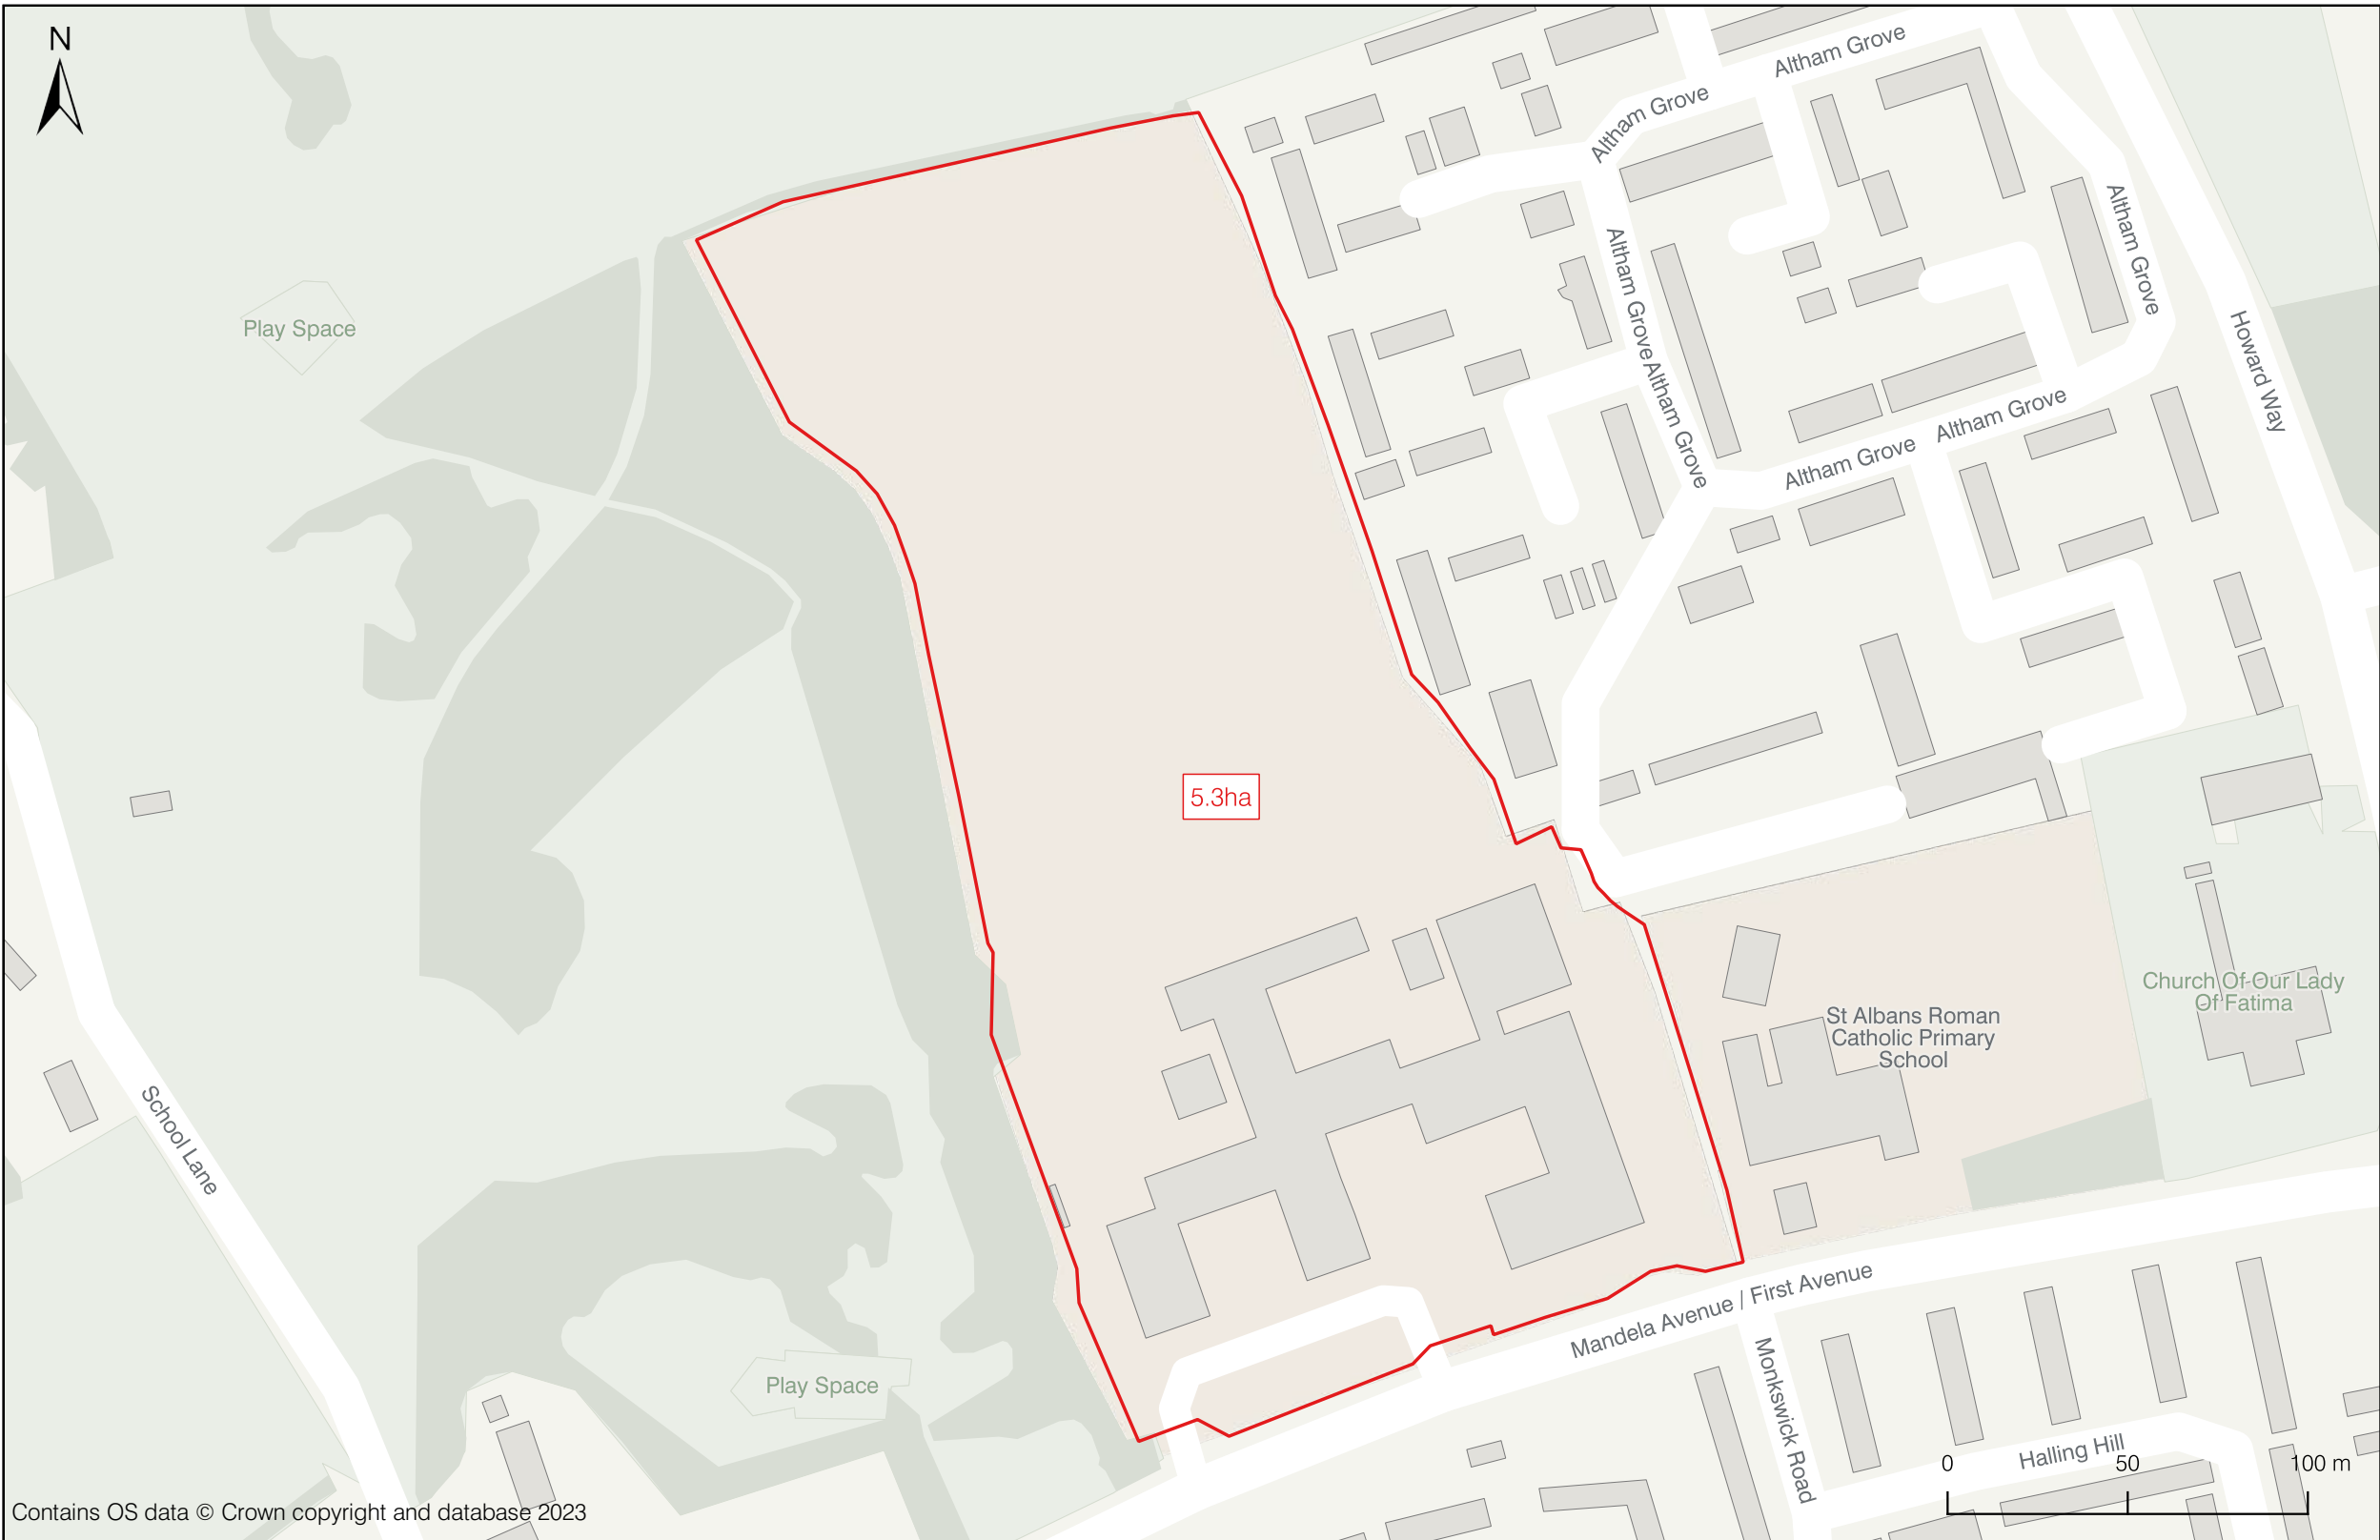 N
Altham Grove
Altham Grove
Altham Grove
Altham Grove
Play Space
Howard Way
Altham Grove
Altham Grove
Altham Grove
5.3ha
Church Of Our Lady
Of Fatima
St Albans Roman
Catholic Primary
School
School Lane
Mandela Avenue / First Avenue
Play Space
Monkswick Road
Halling Hill
0 50 100 m
Contains OS data © Crown copyright and database 2023